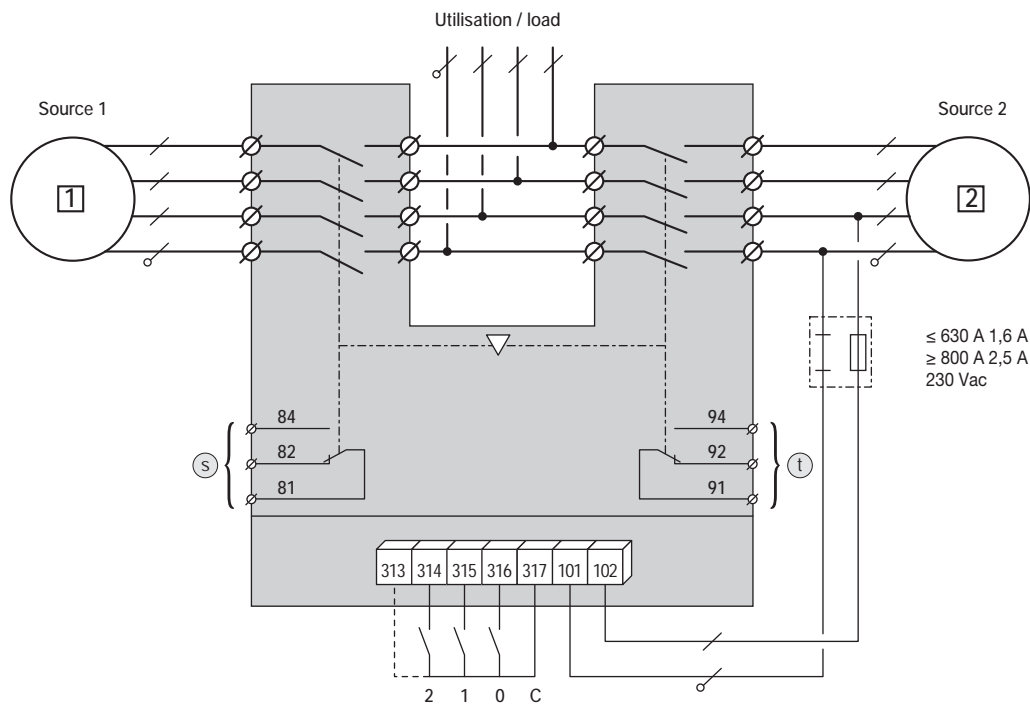 Utilisation / load
Source 1
Source 2
1
2
≤ 630 A 1,6 A
≥ 800 A 2,5 A
230 Vac
84
82
81
s
94
92
91
t
313 314 315 316 317 101 102
2 1 0 C